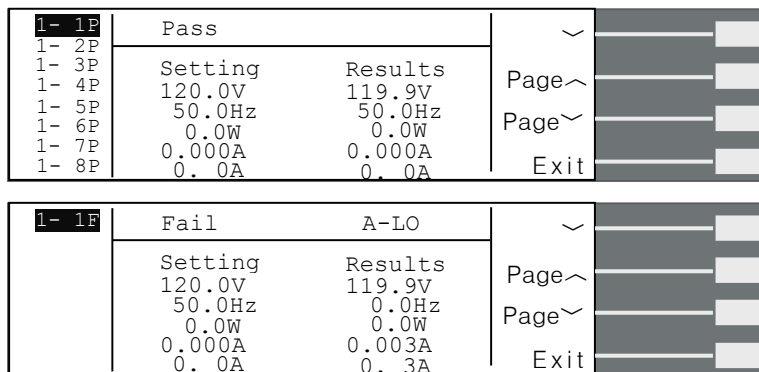 1- 1P
1- 2P
1- 3P
1- 4P
1- 5P
1- 6P
1- 7P
1- 8P
Pass
Setting Results
120.0V 119.9V
50.0Hz 50.0Hz
0.0W 0.0W
0.000A 0.000A
0. 0A 0. 0A
Page
Page
Exit
1- 1F
Fail A-LO
Setting Results
120.0V 119.9V
50.0Hz 0.0Hz
0.0W 0.0W
0.000A 0.003A
0. 0A 0. 3A
Page
Page
Exit